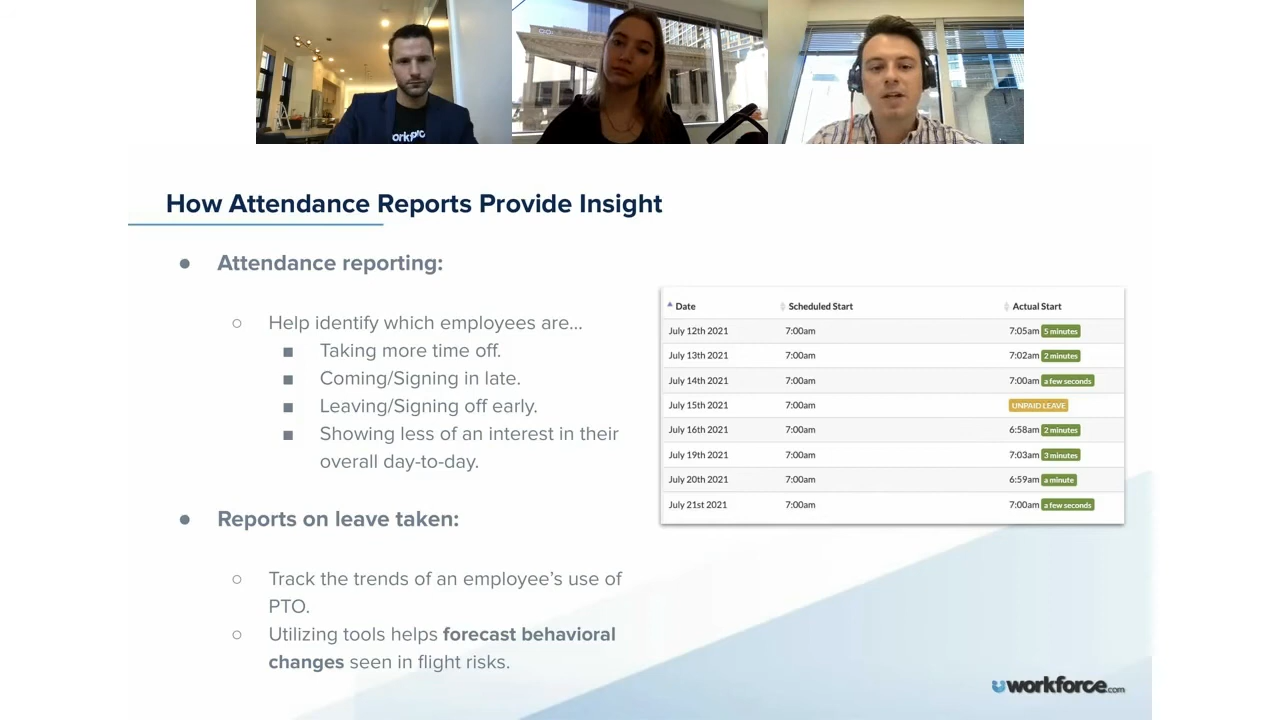 How Attendance Reports Provide Insight
● Attendance reporting:
○ Help identify which employees are...
■ Taking more time off.
■ Coming/Signing in late.
■ Leaving/Signing off early.
■ Showing less of an interest in their
overall day-to-day.
● Reports on leave taken:
○ Track the trends of an employee's use of
PTO.
○ Utilizing tools helps forecast behavioral
changes seen in flight risks.
Date Scheduled Start Actual Start
July 12th 2021 7:00am 7:05am 5 minutes
July 13th 2021 7:00am 7:02am 2 minutes
July 14th 2021 7:00am 7:00am a few seconds
July 15th 2021 7:00am UNPAID LEAVE
July 16th 2021 7:00am 6:58am 2 minutes
July 19th 2021 7:00am 7:03am 3 minutes
July 20th 2021 7:00am 6:59am a minute
July 21st 2021 7:00am 7:00am a few seconds
workforce.com